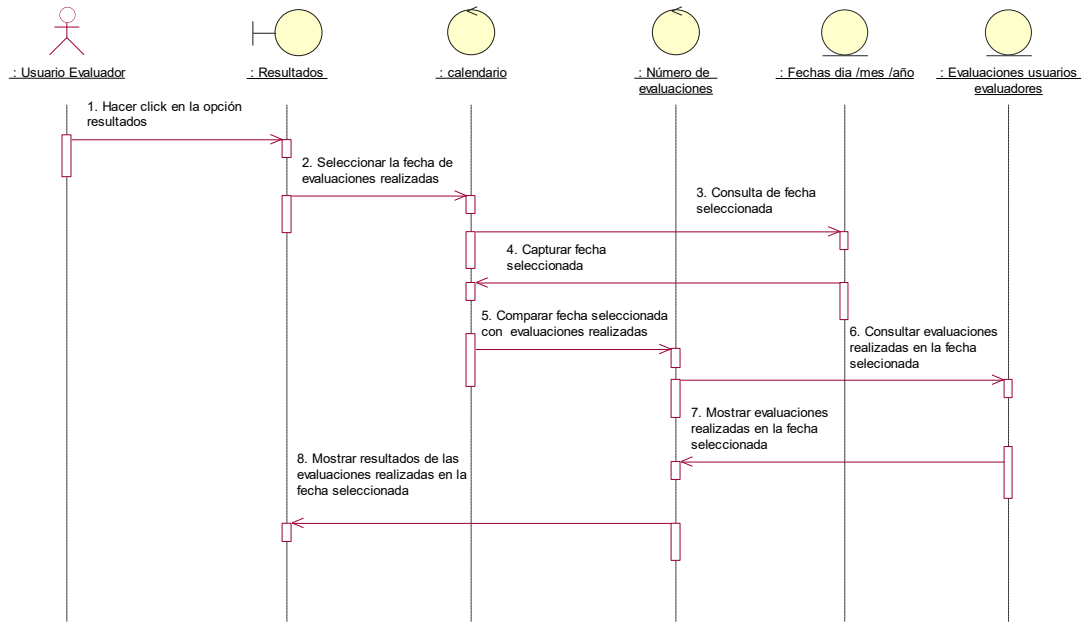 : Usuario Evaluador
: Resultados
: calendario
: Número de
evaluaciones
: Fechas dia /mes /año
: Evaluaciones usuarios
evaluadores
1. Hacer click en la opción
resultados
2. Seleccionar la fecha de
evaluaciones realizadas
3. Consulta de fecha
seleccionada
4. Capturar fecha
seleccionada
5. Comparar fecha seleccionada
con evaluaciones realizadas
6. Consultar evaluaciones
realizadas en la fecha
selecionada
7. Mostrar evaluaciones
realizadas en la fecha
seleccionada
8. Mostrar resultados de las
evaluaciones realizadas en la
fecha seleccionada